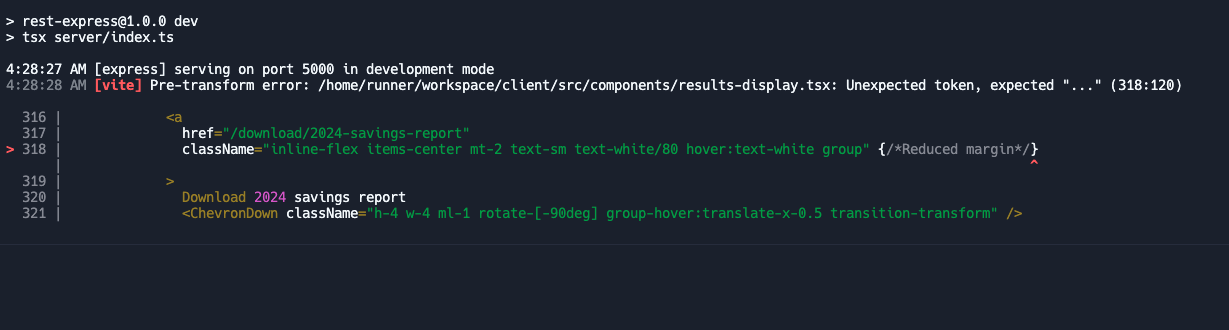 > rest-express@1.0.0 dev
> tsx server/index.ts
4:28:27 AM [express] serving on port 5000 in development mode
4:28:28 AM [vite] Pre-transform error: /home/runner/workspace/client/src/components/results-display.tsx: Unexpected token, expected "..." (318:120)
  316 |             <a
  317 |               href="/download/2024-savings-report"
> 318 |               className="inline-flex items-center mt-2 text-sm text-white/80 hover:text-white group" {/*Reduced margin*/}
      |                                                                                                                         ^
  319 |             >
  320 |               Download 2024 savings report
  321 |               <ChevronDown className="h-4 w-4 ml-1 rotate-[-90deg] group-hover:translate-x-0.5 transition-transform" />